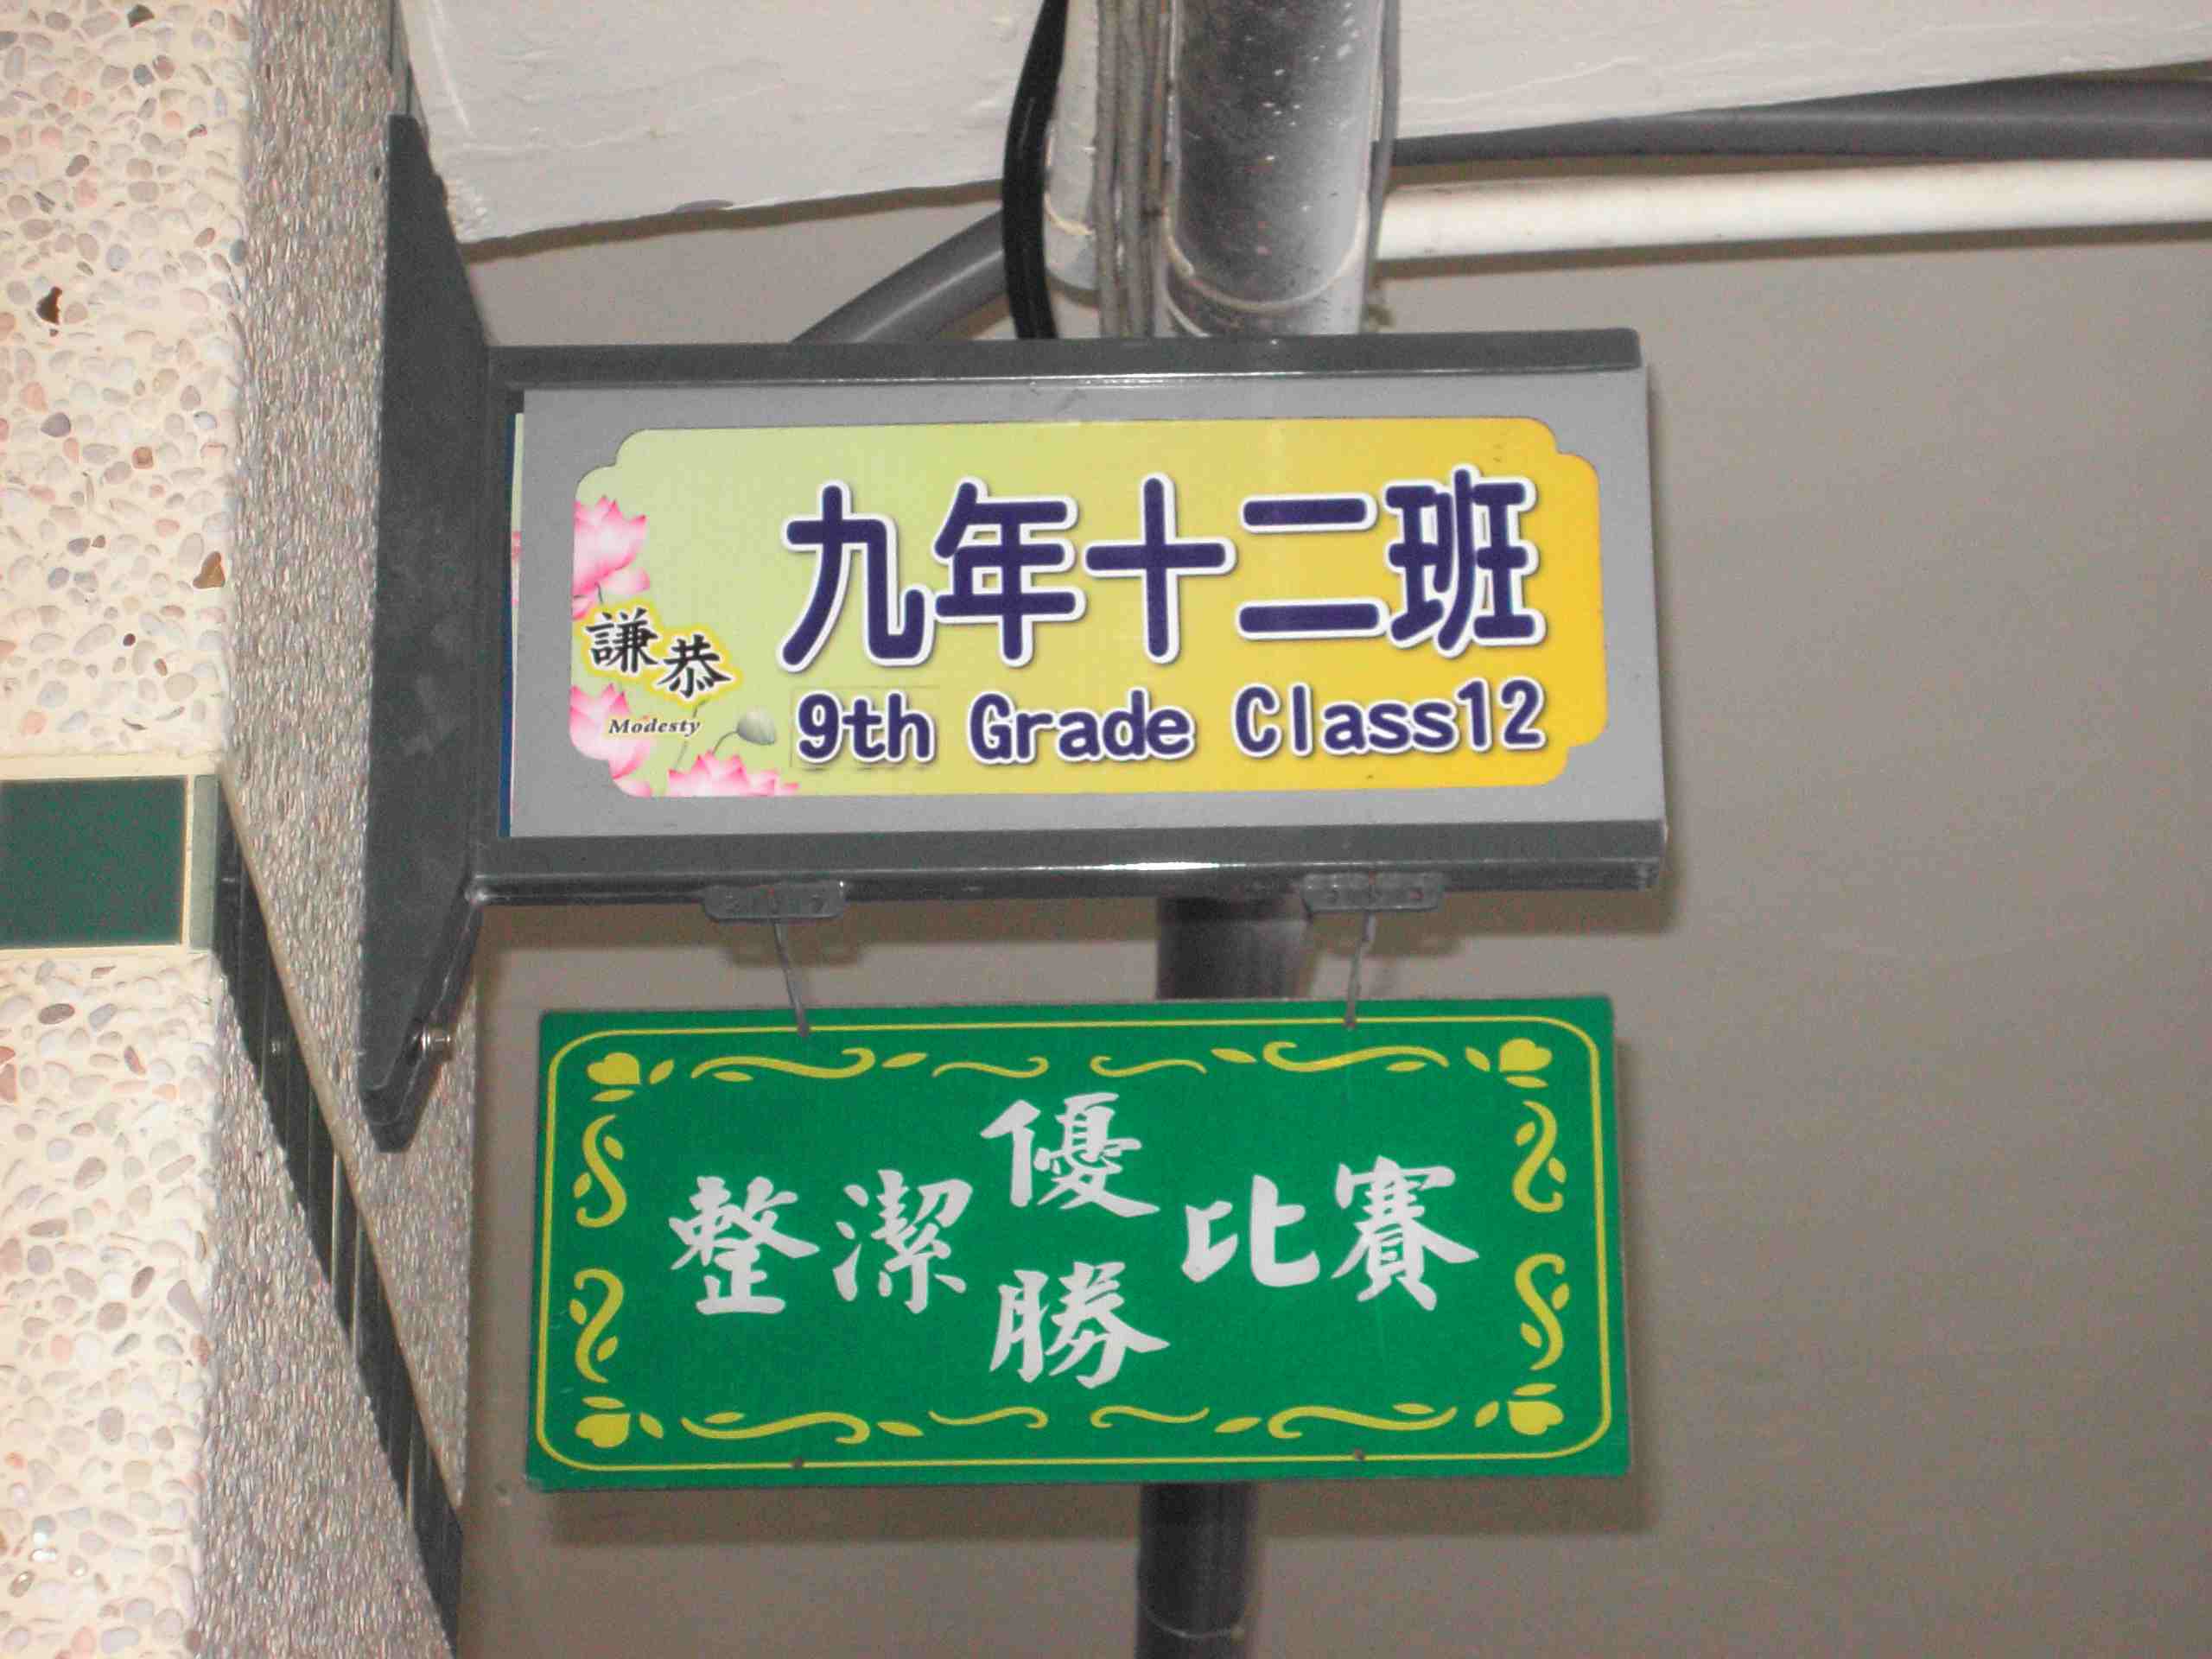 九年十二班
謙恭
Modesty
9th Grade Class12
整潔比賽
優勝